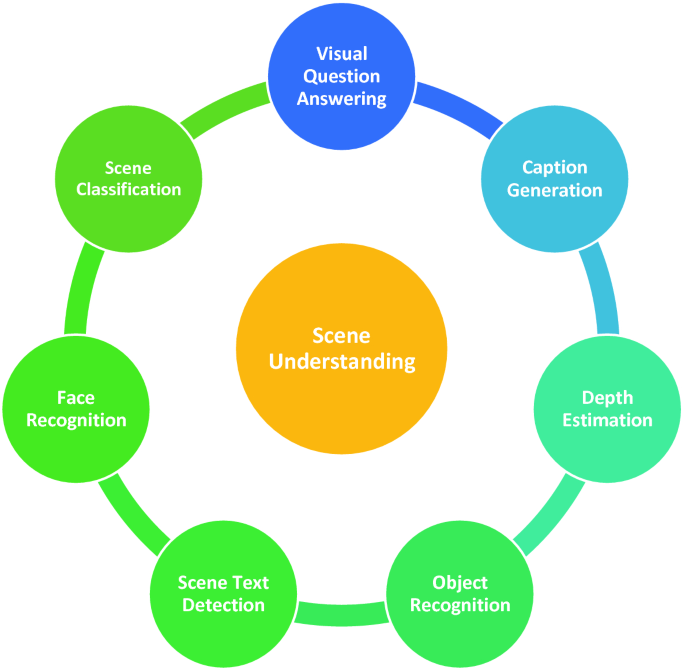 Visual
Question
Answering
Caption
Generation
Depth
Estimation
Object
Recognition
Scene Text
Detection
Face
Recognition
Scene
Classification
Scene
Understanding